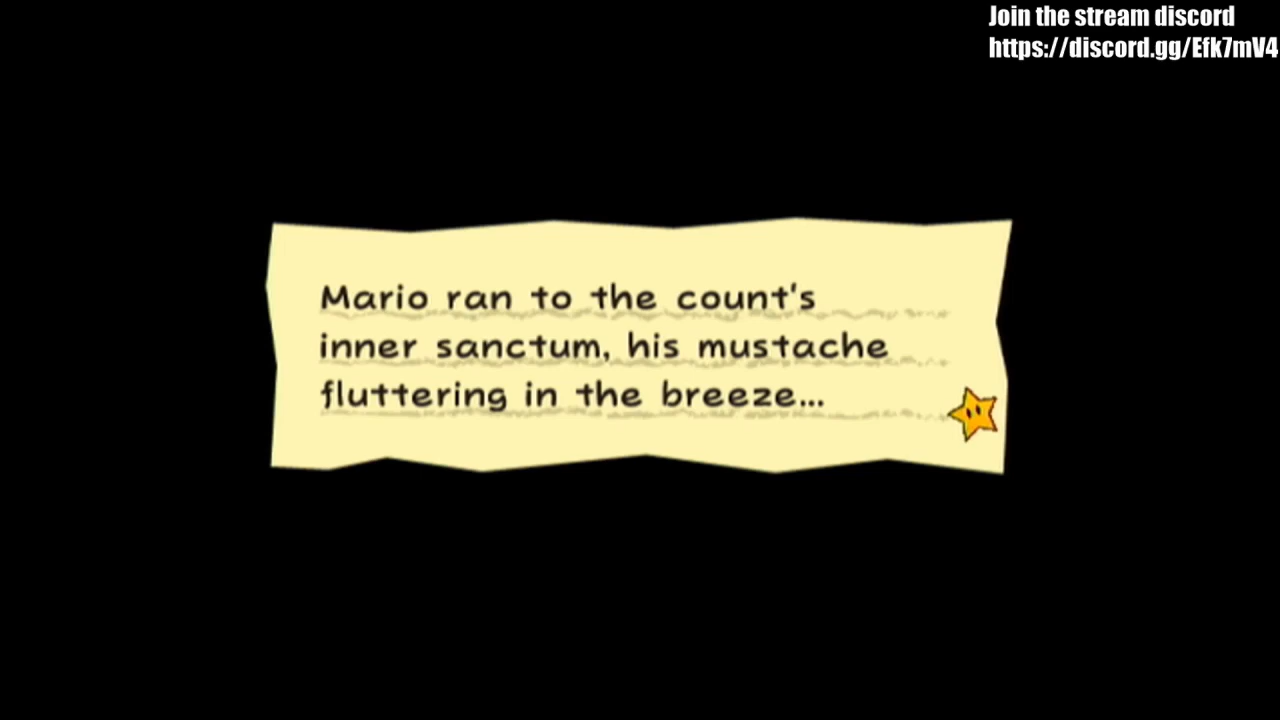 Join the stream discord
https://discord.gg/Efk7mV4
Mario ran to the count's
inner sanctum, his mustache
fluttering in the breeze...